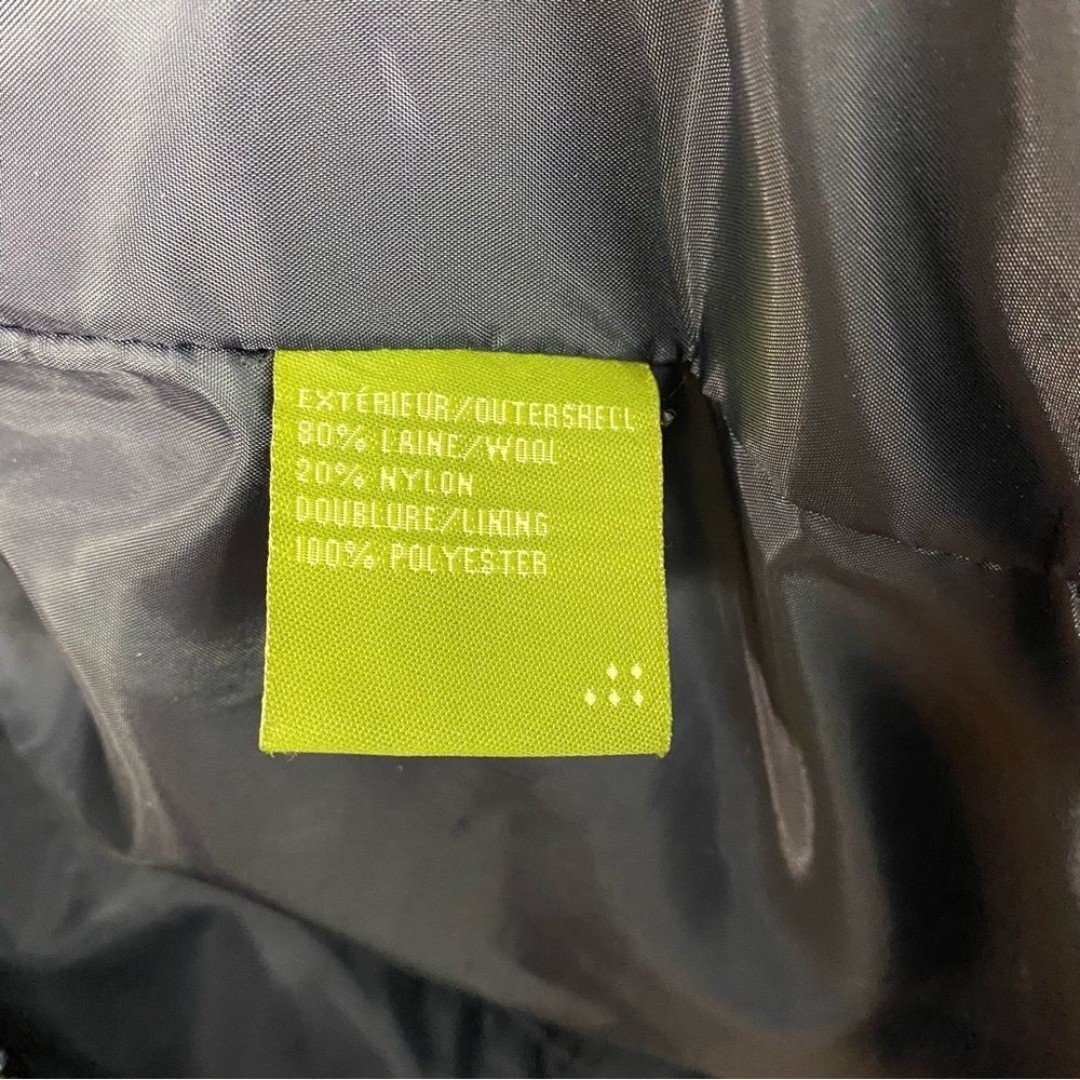 EXTÉRIEUR/OUTERSHELL
80% LAINE/WOOL
20% NYLON
DOUBLURE/LINING
100% POLYESTER